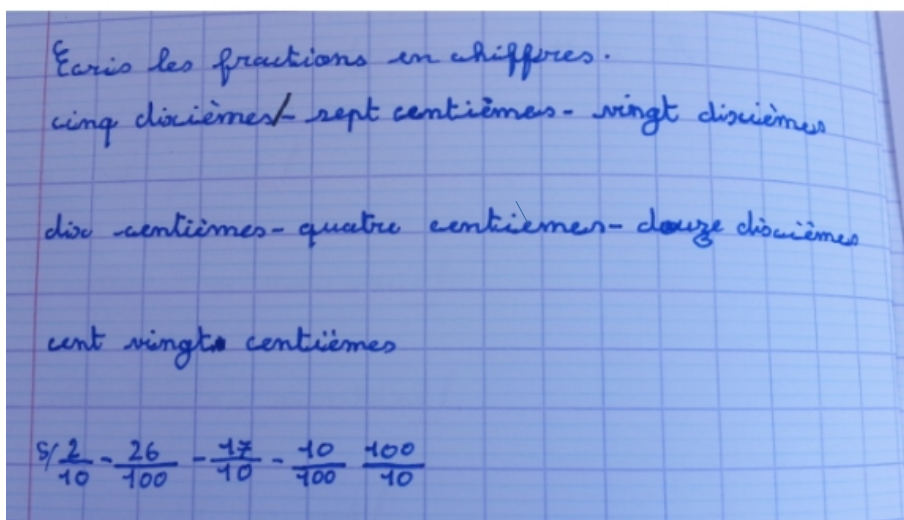 Ecris les fractions en chiffres.
cinq dixièmes/- sept centièmes - vingt dixièmes
dix centièmes - quatre centièmes - douze dixièmes
cent vingt centièmes
5/ 2/10 - 26/100 - 17/10 - 10/100 100/10